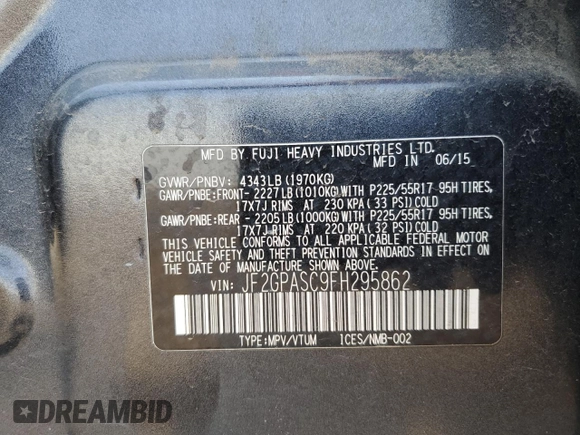 MFD BY FUJI HEAVY INDUSTRIES LTD.
MFD IN 06/15
GVWR/PNBV: 4343LB (1970KG)
GAWR/PNBE: FRONT- 2227LB (1010KG) WITH P225/55R17 95H TIRES,
17X7J RIMS AT 230 KPA (33 PSI) COLD
GAWR/PNBE: REAR - 2205LB (1000KG) WITH P225/55R17 95H TIRES,
17X7J RIMS AT 220 KPA (32 PSI) COLD
THIS VEHICLE CONFORMS TO ALL APPLICABLE FEDERAL MOTOR
VEHICLE SAFETY AND THEFT PREVENTION STANDARDS IN EFFECT ON
THE DATE OF MANUFACTURE SHOWN ABOVE.
VIN: JF2GPASC9FH295862
TYPE:MPV/VTUM ICES/NMB-002
DREAMBID